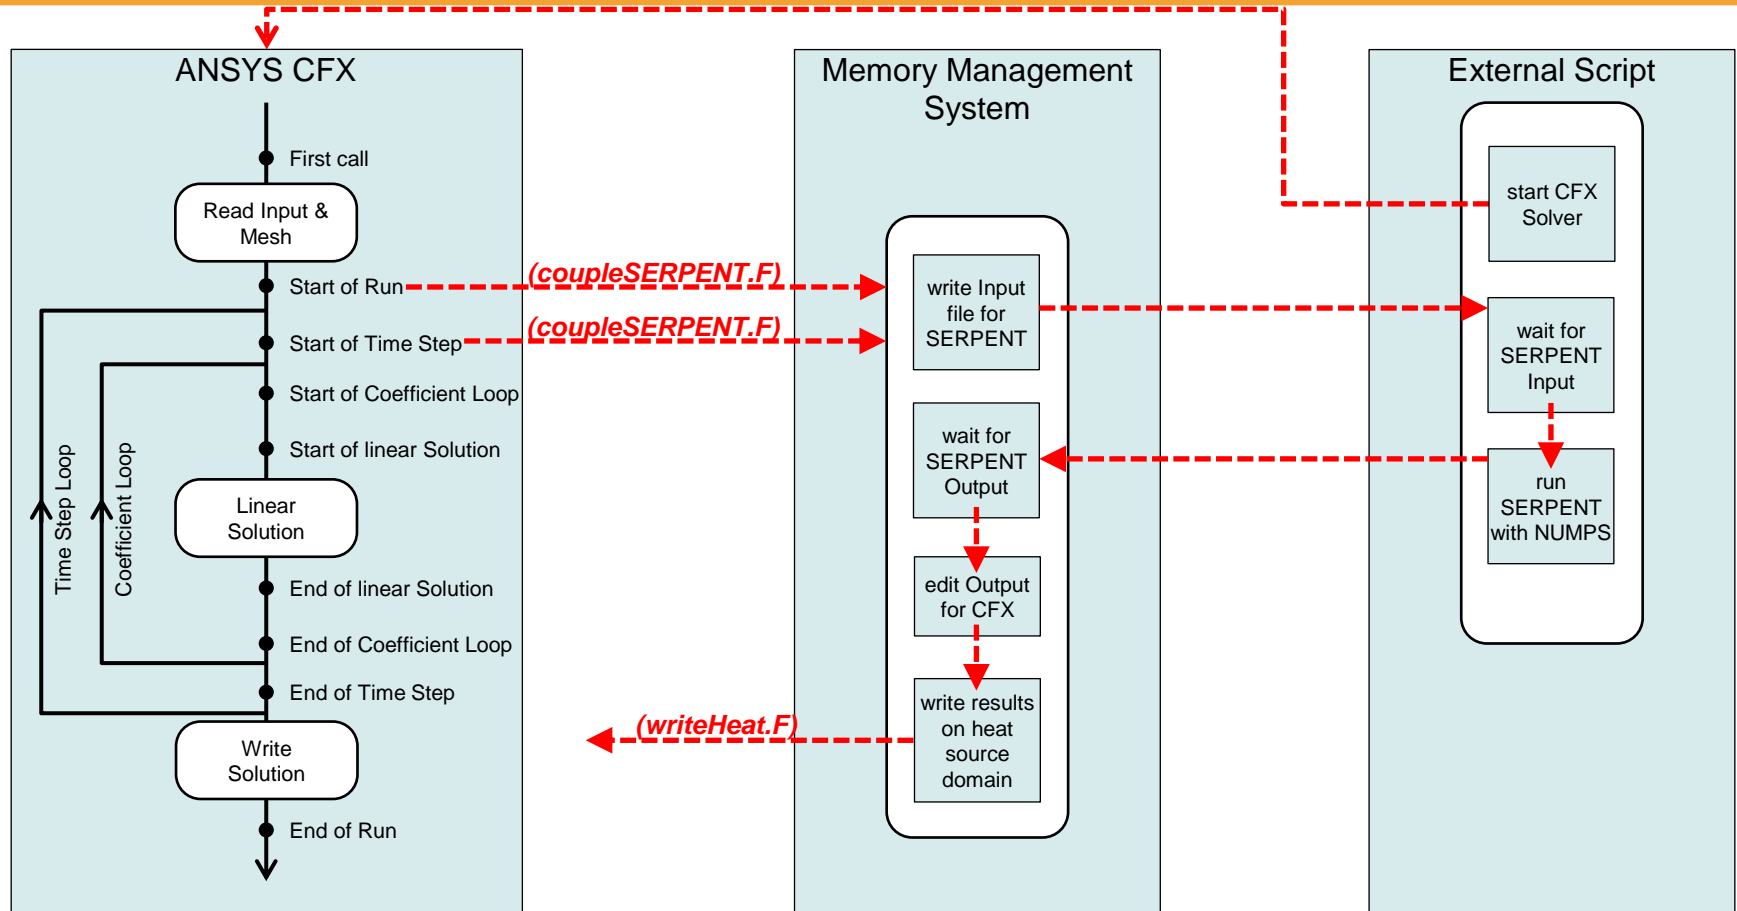 ANSYS CFX
First call
Read Input &
Mesh
Start of Run
Start of Time Step
Start of Coefficient Loop
Start of linear Solution
Linear
Solution
Time Step Loop
Coefficient Loop
End of linear Solution
End of Coefficient Loop
End of Time Step
Write
Solution
End of Run
(coupleSERPENT.F)
(coupleSERPENT.F)
(writeHeat.F)
Memory Management
System
write Input
file for
SERPENT
wait for
SERPENT
Output
edit Output
for CFX
write results
on heat
source
domain
External Script
start CFX
Solver
wait for
SERPENT
Input
run
SERPENT
with NUMPS